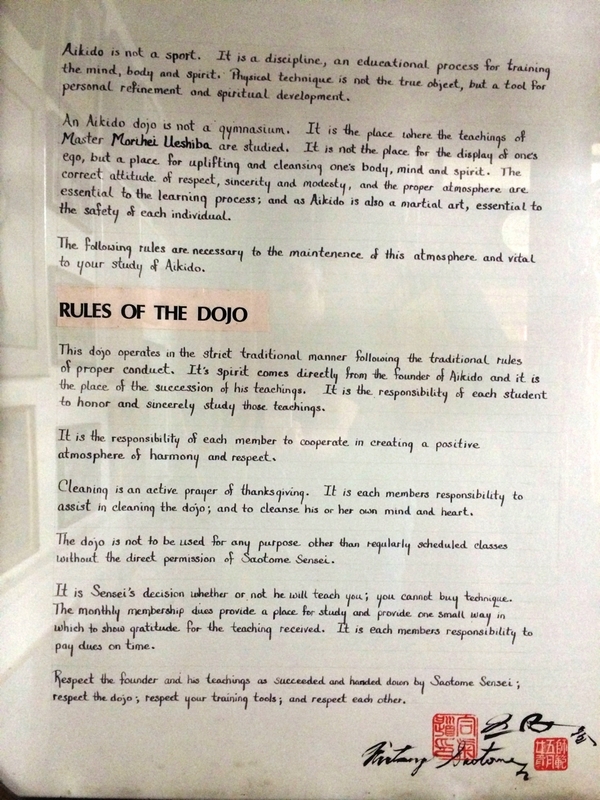 Aikido is not a sport. It is a discipline, an educational process for training
the mind, body and spirit. Physical technique is not the true object, but a tool for
personal refinement and spiritual development.
An Aikido dojo is not a gymnasium. It is the place where the teachings of
Master Morihei Ueshiba are studied. It is not the place for the display of one's
ego, but a place for uplifting and cleansing one's body, mind and spirit. The
correct attitude of respect, sincerity and modesty, and the proper atmosphere are
essential to the learning process; and as Aikido is also a martial art, essential to
the safety of each individual.
The following rules are necessary to the maintenence of this atmosphere and vital
to your study of Aikido.
RULES OF THE DOJO
This dojo operates in the strict traditional manner following the traditional rules
of proper conduct. It's spirit comes directly from the founder of Aikido and it is
the place of the succession of his teachings. It is the responsibility of each student
to honor and sincerely study those teachings.
It is the responsibility of each member to cooperate in creating a positive
atmosphere of harmony and respect.
Cleaning is an active prayer of thanksgiving. It is each members responsibility to
assist in cleaning the dojo; and to cleanse his or her own mind and heart.
The dojo is not to be used for any purpose other than regularly scheduled classes
without the direct permission of Saotome Sensei.
It is Sensei's decision whether or not he will teach you; you cannot buy technique.
The monthly membership dues provide a place for study and provide one small way in
which to show gratitude for the teaching received. It is each members responsibility to
pay dues on time.
Respect the founder and his teachings as succeeded and handed down by Saotome Sensei;
respect the dojo; respect your training tools; and respect each other.
Saotome